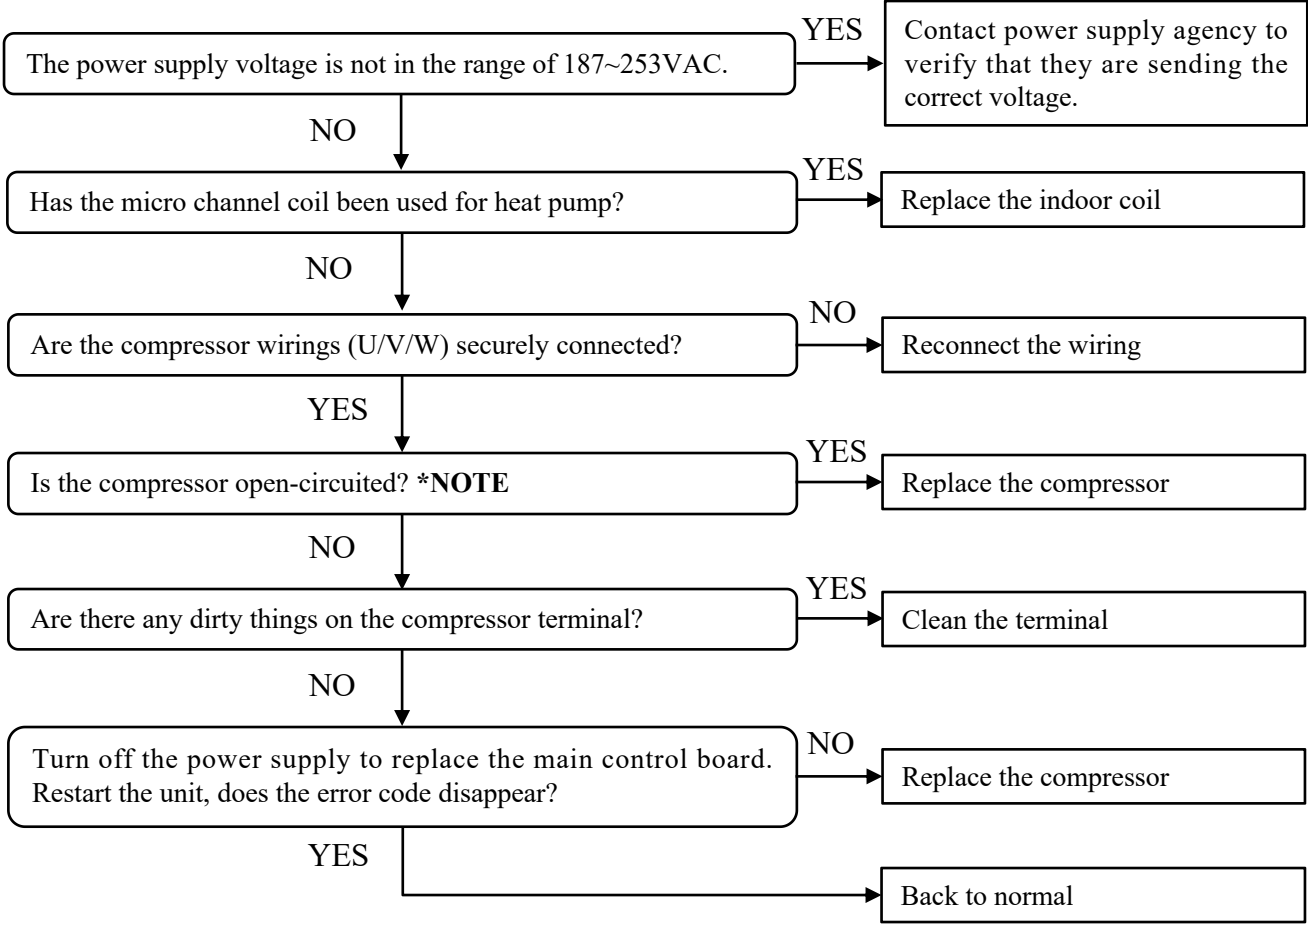 YES
Contact power supply agency to
verify that they are sending the
correct voltage.
The power supply voltage is not in the range of 187~253VAC.
NO
YES
Has the micro channel coil been used for heat pump?
Replace the indoor coil
NO
NO
Are the compressor wirings (U/V/W) securely connected?
Reconnect the wiring
YES
YES
Is the compressor open-circuited? *NOTE
Replace the compressor
NO
YES
Are there any dirty things on the compressor terminal?
Clean the terminal
NO
NO
Turn off the power supply to replace the main control board.
Restart the unit, does the error code disappear?
Replace the compressor
YES
Back to normal